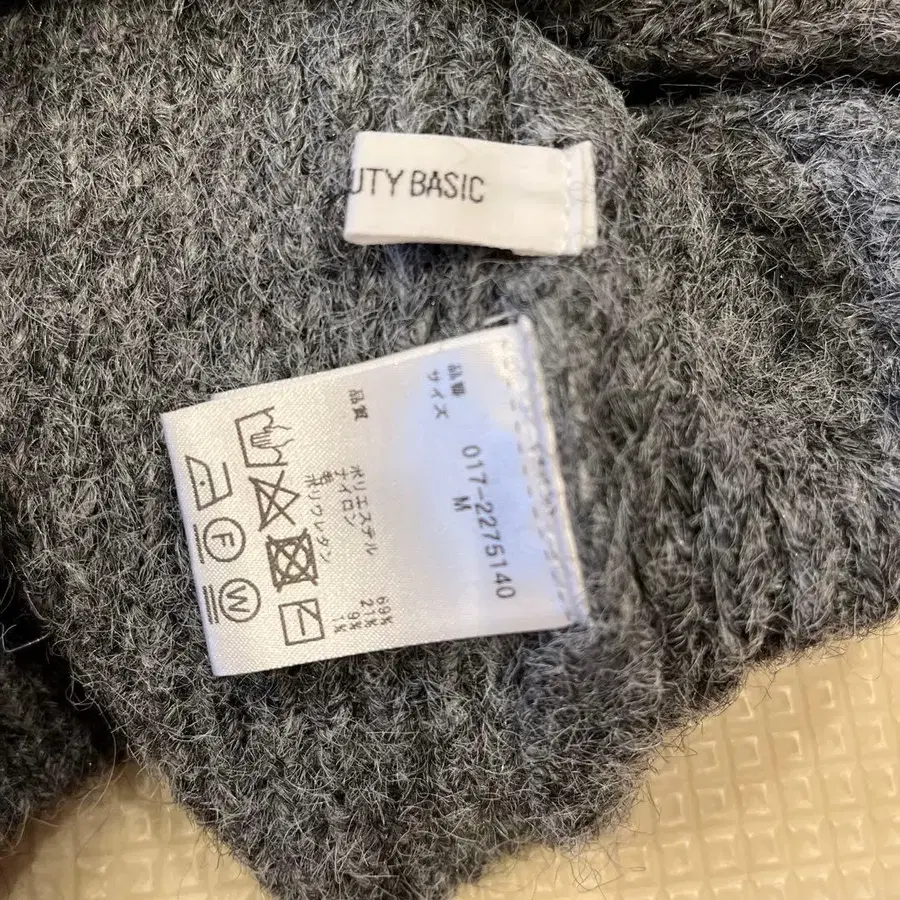 UTY BASIC
品番 017-2275140
サイズ M
品質
ポリエステル 69%
ナイロン 21%
毛 9%
ポリウレタン 1%
F
W